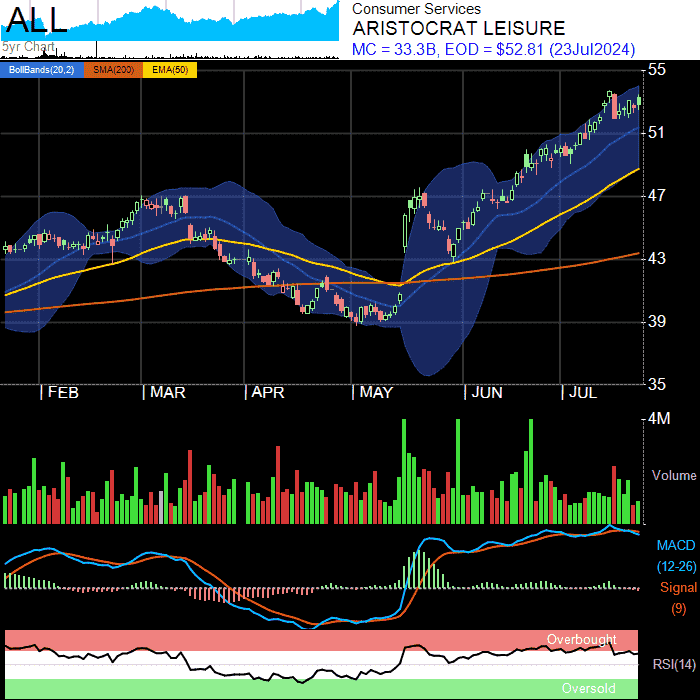 ALL
5yr Chart
Consumer Services
ARISTOCRAT LEISURE
MC = 33.3B, EOD = $52.81 (23Jul2024)
BollBands(20,2) SMA(200) EMA(50)
55
51
47
43
39
35
| FEB | MAR | APR | MAY | JUN | JUL
4M
Volume
MACD
(12-26)
Signal
(9)
Overbought
RSI(14)
Oversold